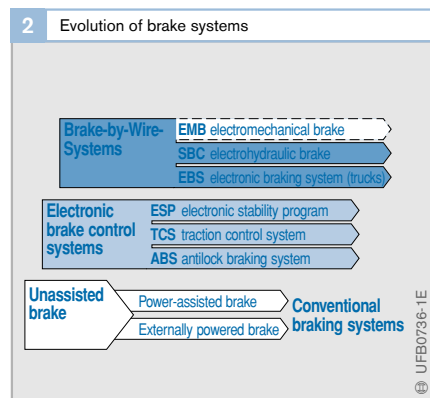 2 Evolution of brake systems
Brake-by-Wire-
Systems
EMB electromechanical brake
SBC electrohydraulic brake
EBS electronic braking system (trucks)
Electronic
brake control
systems
ESP electronic stability program
TCS traction control system
ABS antilock braking system
Unassisted
brake
Power-assisted brake
Externally powered brake
Conventional
braking systems
UFB0736-1E